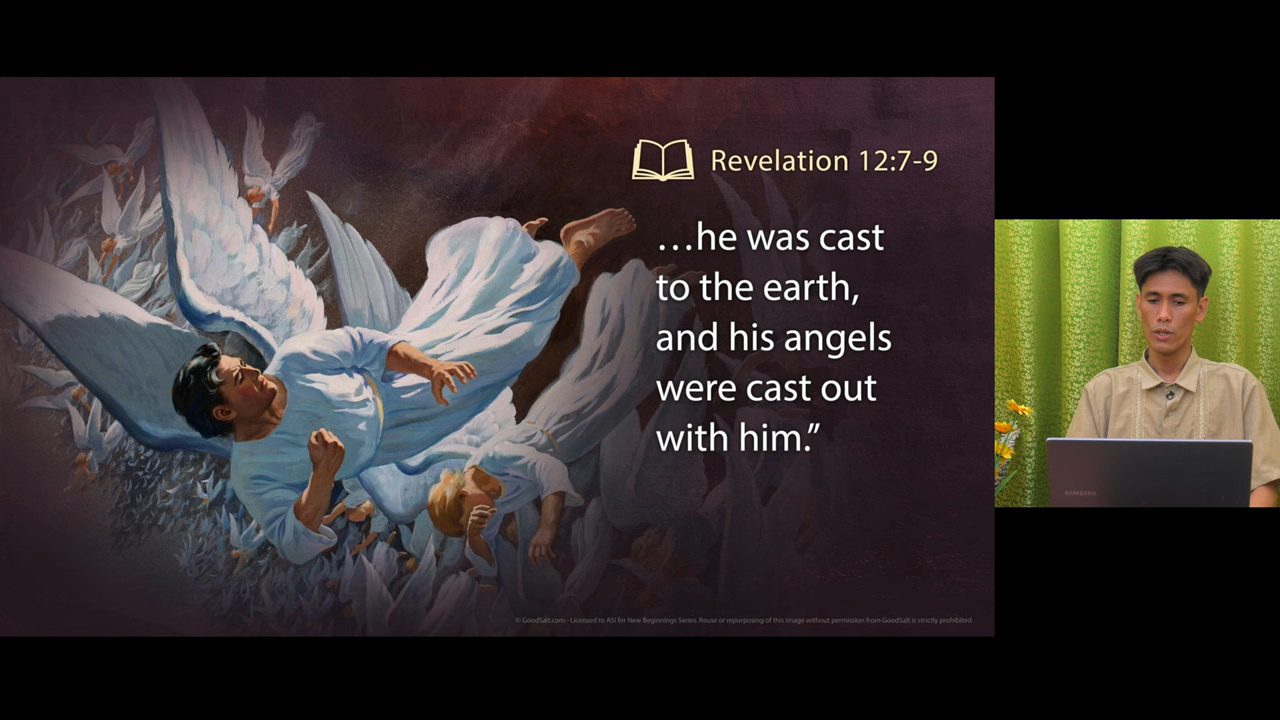 Revelation 12:7-9
…he was cast
to the earth,
and his angels
were cast out
with him.”
© GoodSalt.com - Licensed to ASI for New Beginnings Series. Reuse or repurposing of this image without permission from GoodSalt is strictly prohibited.
SAMSUNG